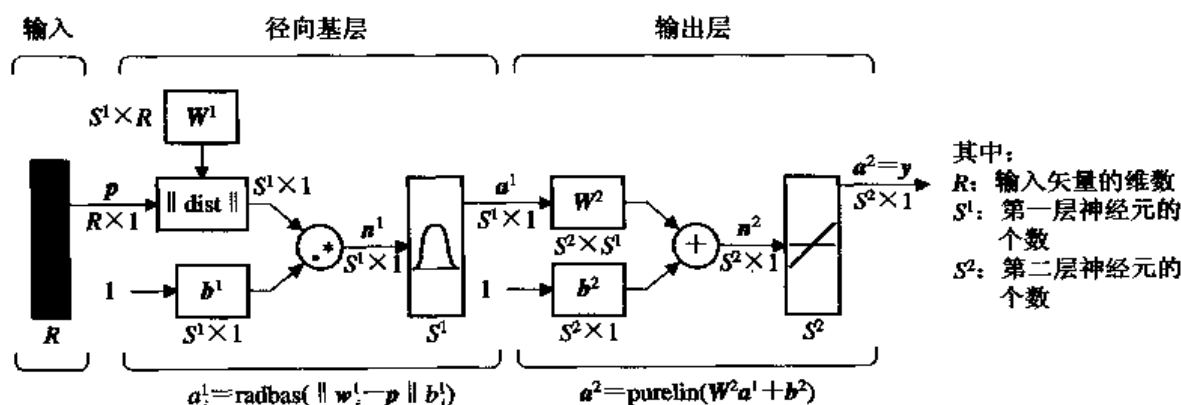 输入
径向基层
输出层
S¹×R
W¹
p
R×1
‖ dist ‖
S¹×1
1
b¹
S¹×1
R
.*
n¹
S¹×1
S¹
a¹
S¹×1
W²
S²×S¹
1
b²
S²×1
+
n²
S²×1
S²
a²=y
S²×1
其中:
R: 输入矢量的维数
S¹: 第一层神经元的
个数
S²: 第二层神经元的
个数
aᵢ¹=radbas(‖wᵢ¹−p‖bᵢ¹)
a²=purelin(W²a¹+b²)